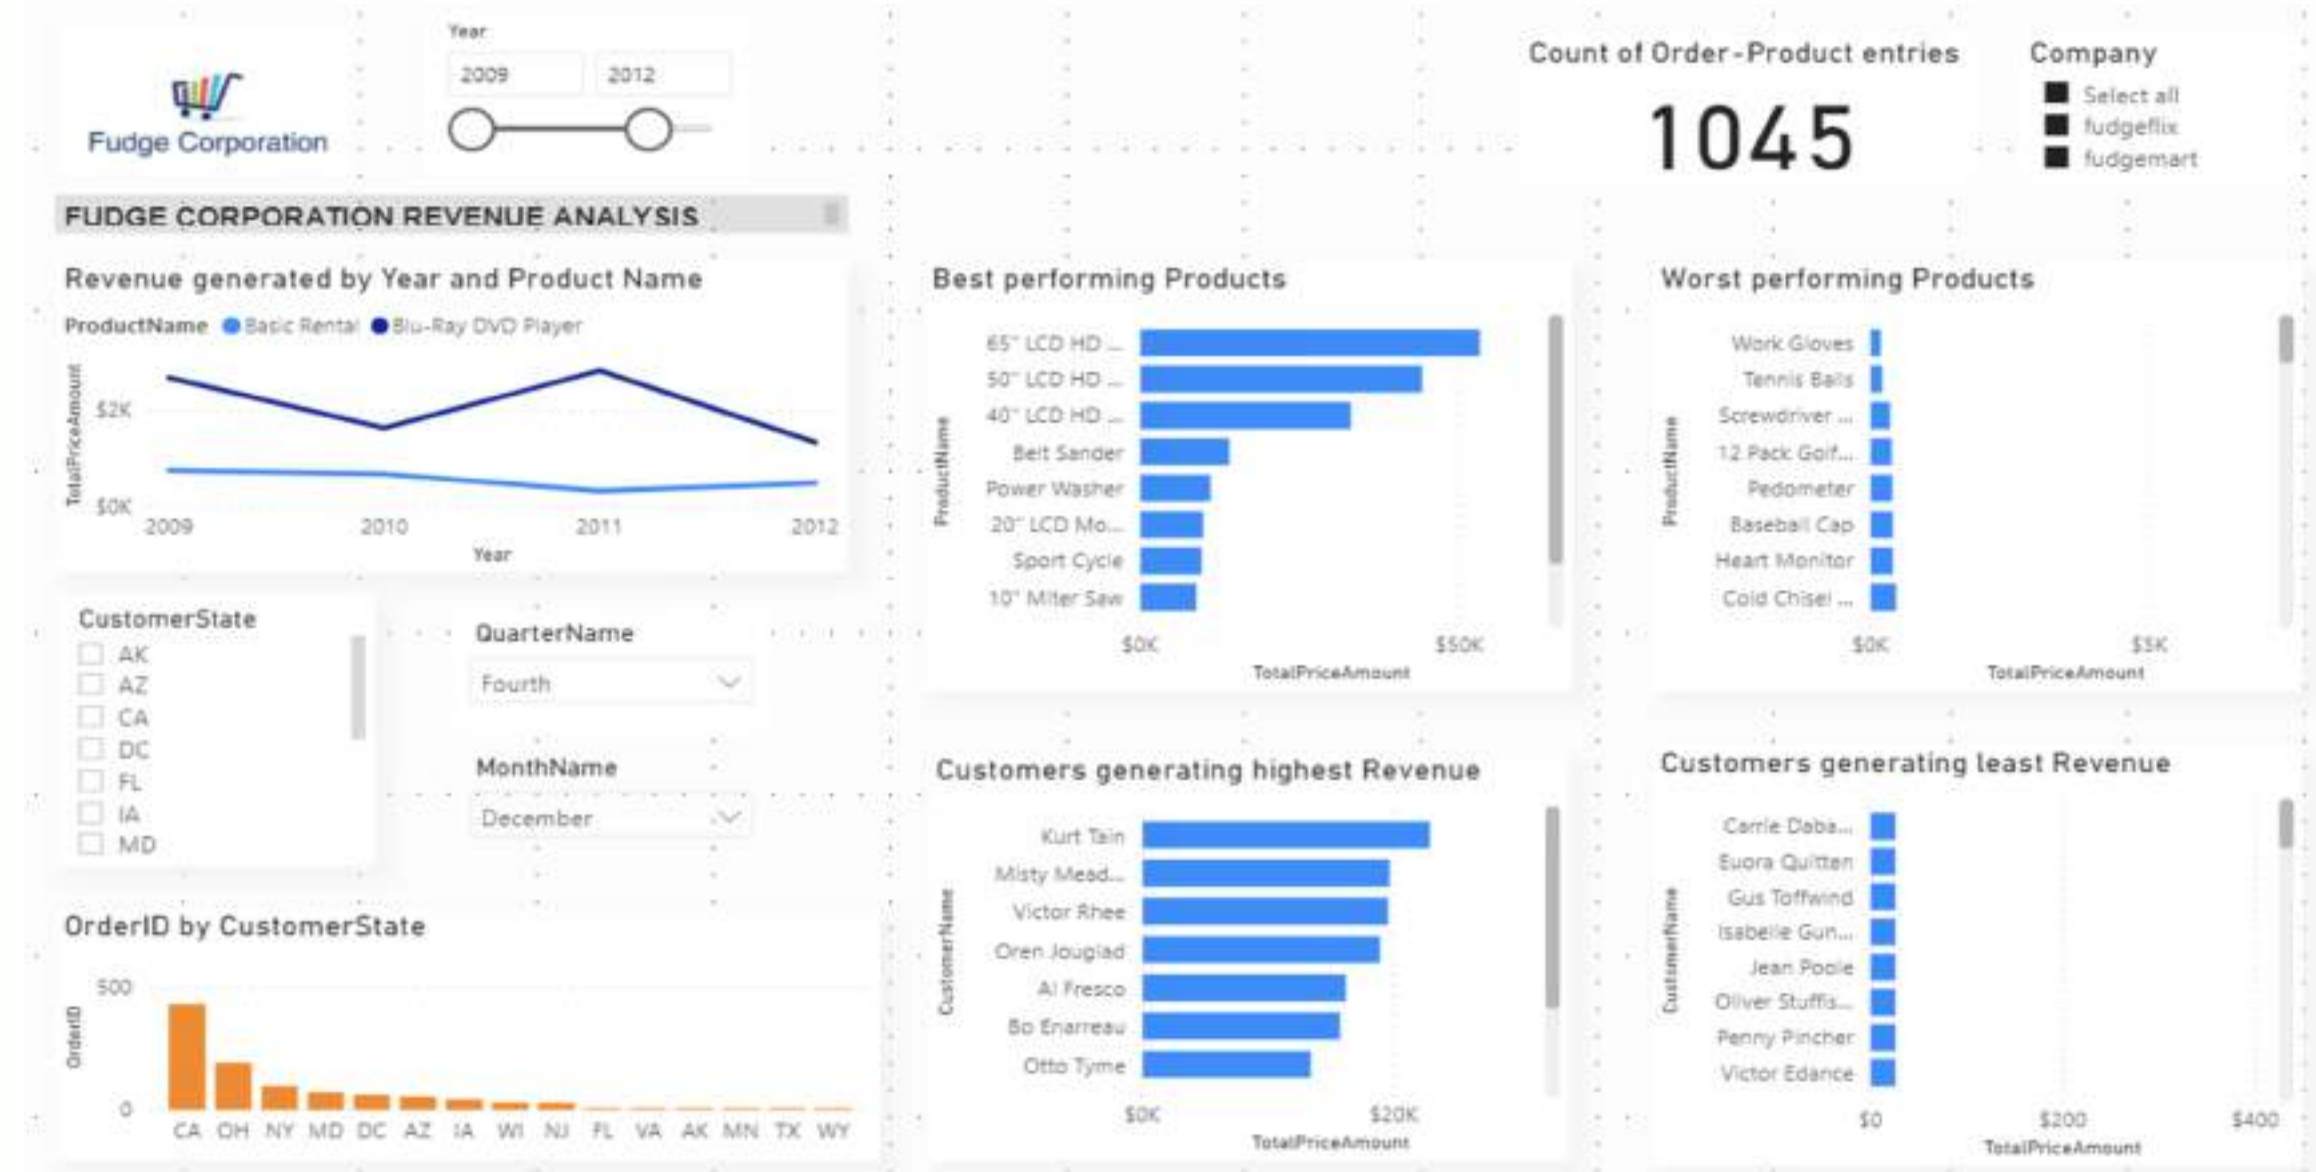 Fudge Corporation
Year
2009 2012
Count of Order-Product entries
1045
Company
Select all
fudgeflix
fudgemart
FUDGE CORPORATION REVENUE ANALYSIS
Revenue generated by Year and Product Name
ProductName Basic Rental Blu-Ray DVD Player
TotalPriceAmount
$2K
$0K
2009 2010 2011 2012
Year
Best performing Products
ProductName
65" LCD HD ...
50" LCD HD ...
40" LCD HD ...
Belt Sander
Power Washer
20" LCD Mo...
Sport Cycle
10" Miter Saw
$0K $50K
TotalPriceAmount
Worst performing Products
ProductName
Work Gloves
Tennis Balls
Screwdriver ...
12 Pack Golf...
Pedometer
Baseball Cap
Heart Monitor
Cold Chisel ...
$0K $5K
TotalPriceAmount
CustomerState
AK
AZ
CA
DC
FL
IA
MD
QuarterName
Fourth
MonthName
December
OrderID by CustomerState
OrderID
500
0
CA OH NY MD DC AZ IA WI NJ FL VA AK MN TX WY
Customers generating highest Revenue
CustomerName
Kurt Tain
Misty Mead...
Victor Rhee
Oren Jouglad
Al Fresco
Bo Enarreau
Otto Tyme
$0K $20K
TotalPriceAmount
Customers generating least Revenue
CustomerName
Carrie Daba...
Euora Quitten
Gus Toffwind
Isabelle Gun...
Jean Poole
Oliver Stuffis...
Penny Pincher
Victor Edance
$0 $200 $400
TotalPriceAmount